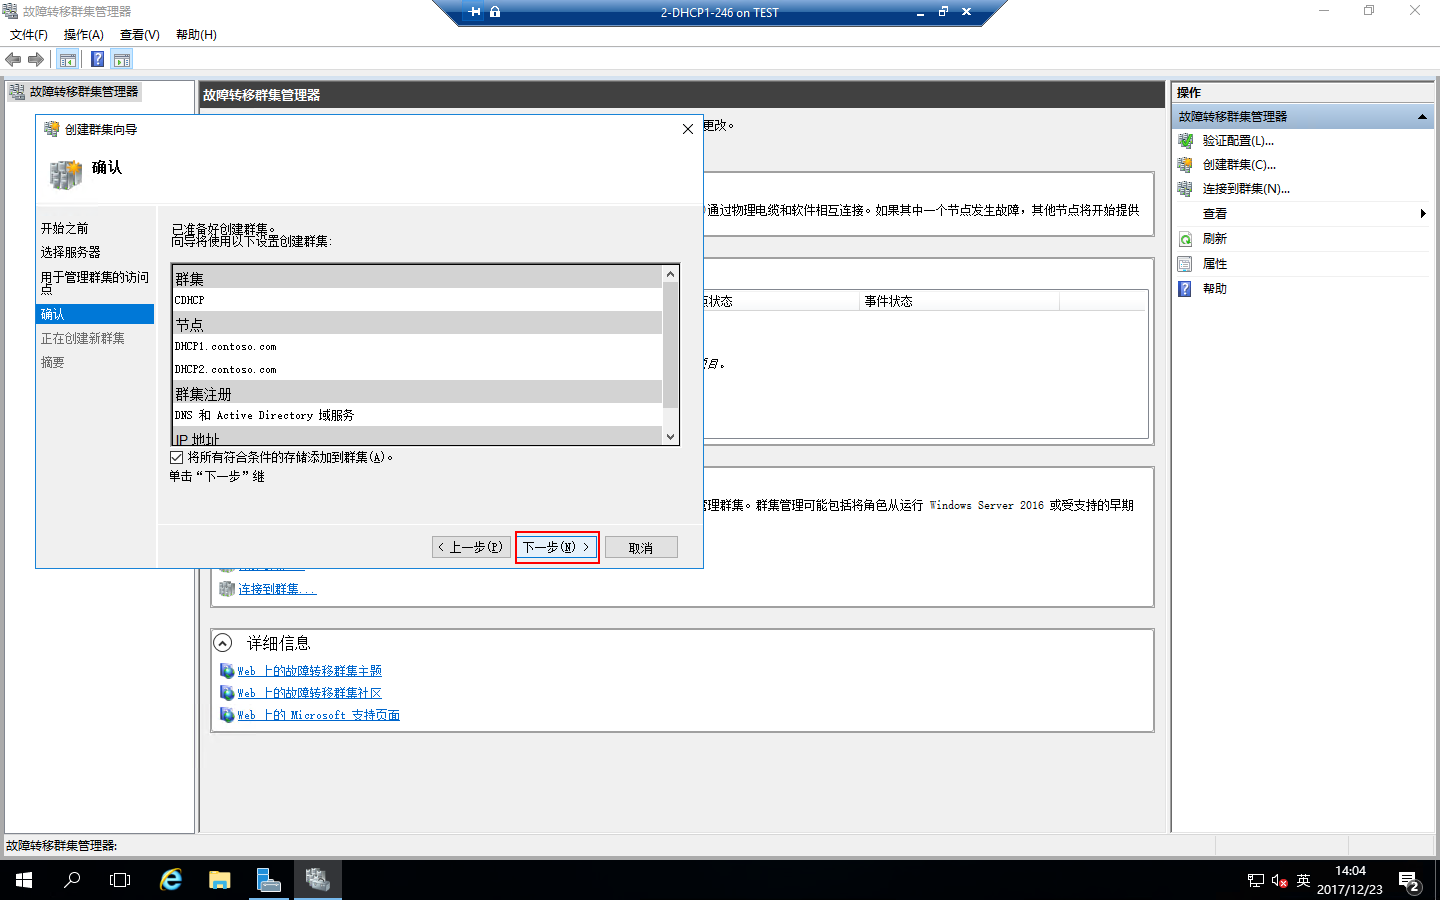 故障转移群集管理器
2-DHCP1-246 on TEST
文件(F) 操作(A) 查看(V) 帮助(H)
故障转移群集管理器
故障转移群集管理器
更改。
创建群集向导
确认
开始之前
选择服务器
用于管理群集的访问
点
确认
正在创建新群集
摘要
已准备好创建群集。
向导将使用以下设置创建群集:
群集
CDHCP
节点
DHCP1.contoso.com
DHCP2.contoso.com
群集注册
DNS 和 Active Directory 域服务
IP 地址
将所有符合条件的存储添加到群集(A)。
单击“下一步”继
< 上一步(P)
下一步(N) >
取消
通过物理电缆和软件相互连接。如果其中一个节点发生故障，其他节点将开始提供
状态
事件状态
目。
管理群集。群集管理可能包括将角色从运行 Windows Server 2016 或受支持的早期
连接到群集...
详细信息
Web 上的故障转移群集主题
Web 上的故障转移群集社区
Web 上的 Microsoft 支持页面
操作
故障转移群集管理器
验证配置(L)...
创建群集(C)...
连接到群集(N)...
查看
刷新
属性
帮助
故障转移群集管理器:
英
14:04
2017/12/23
2